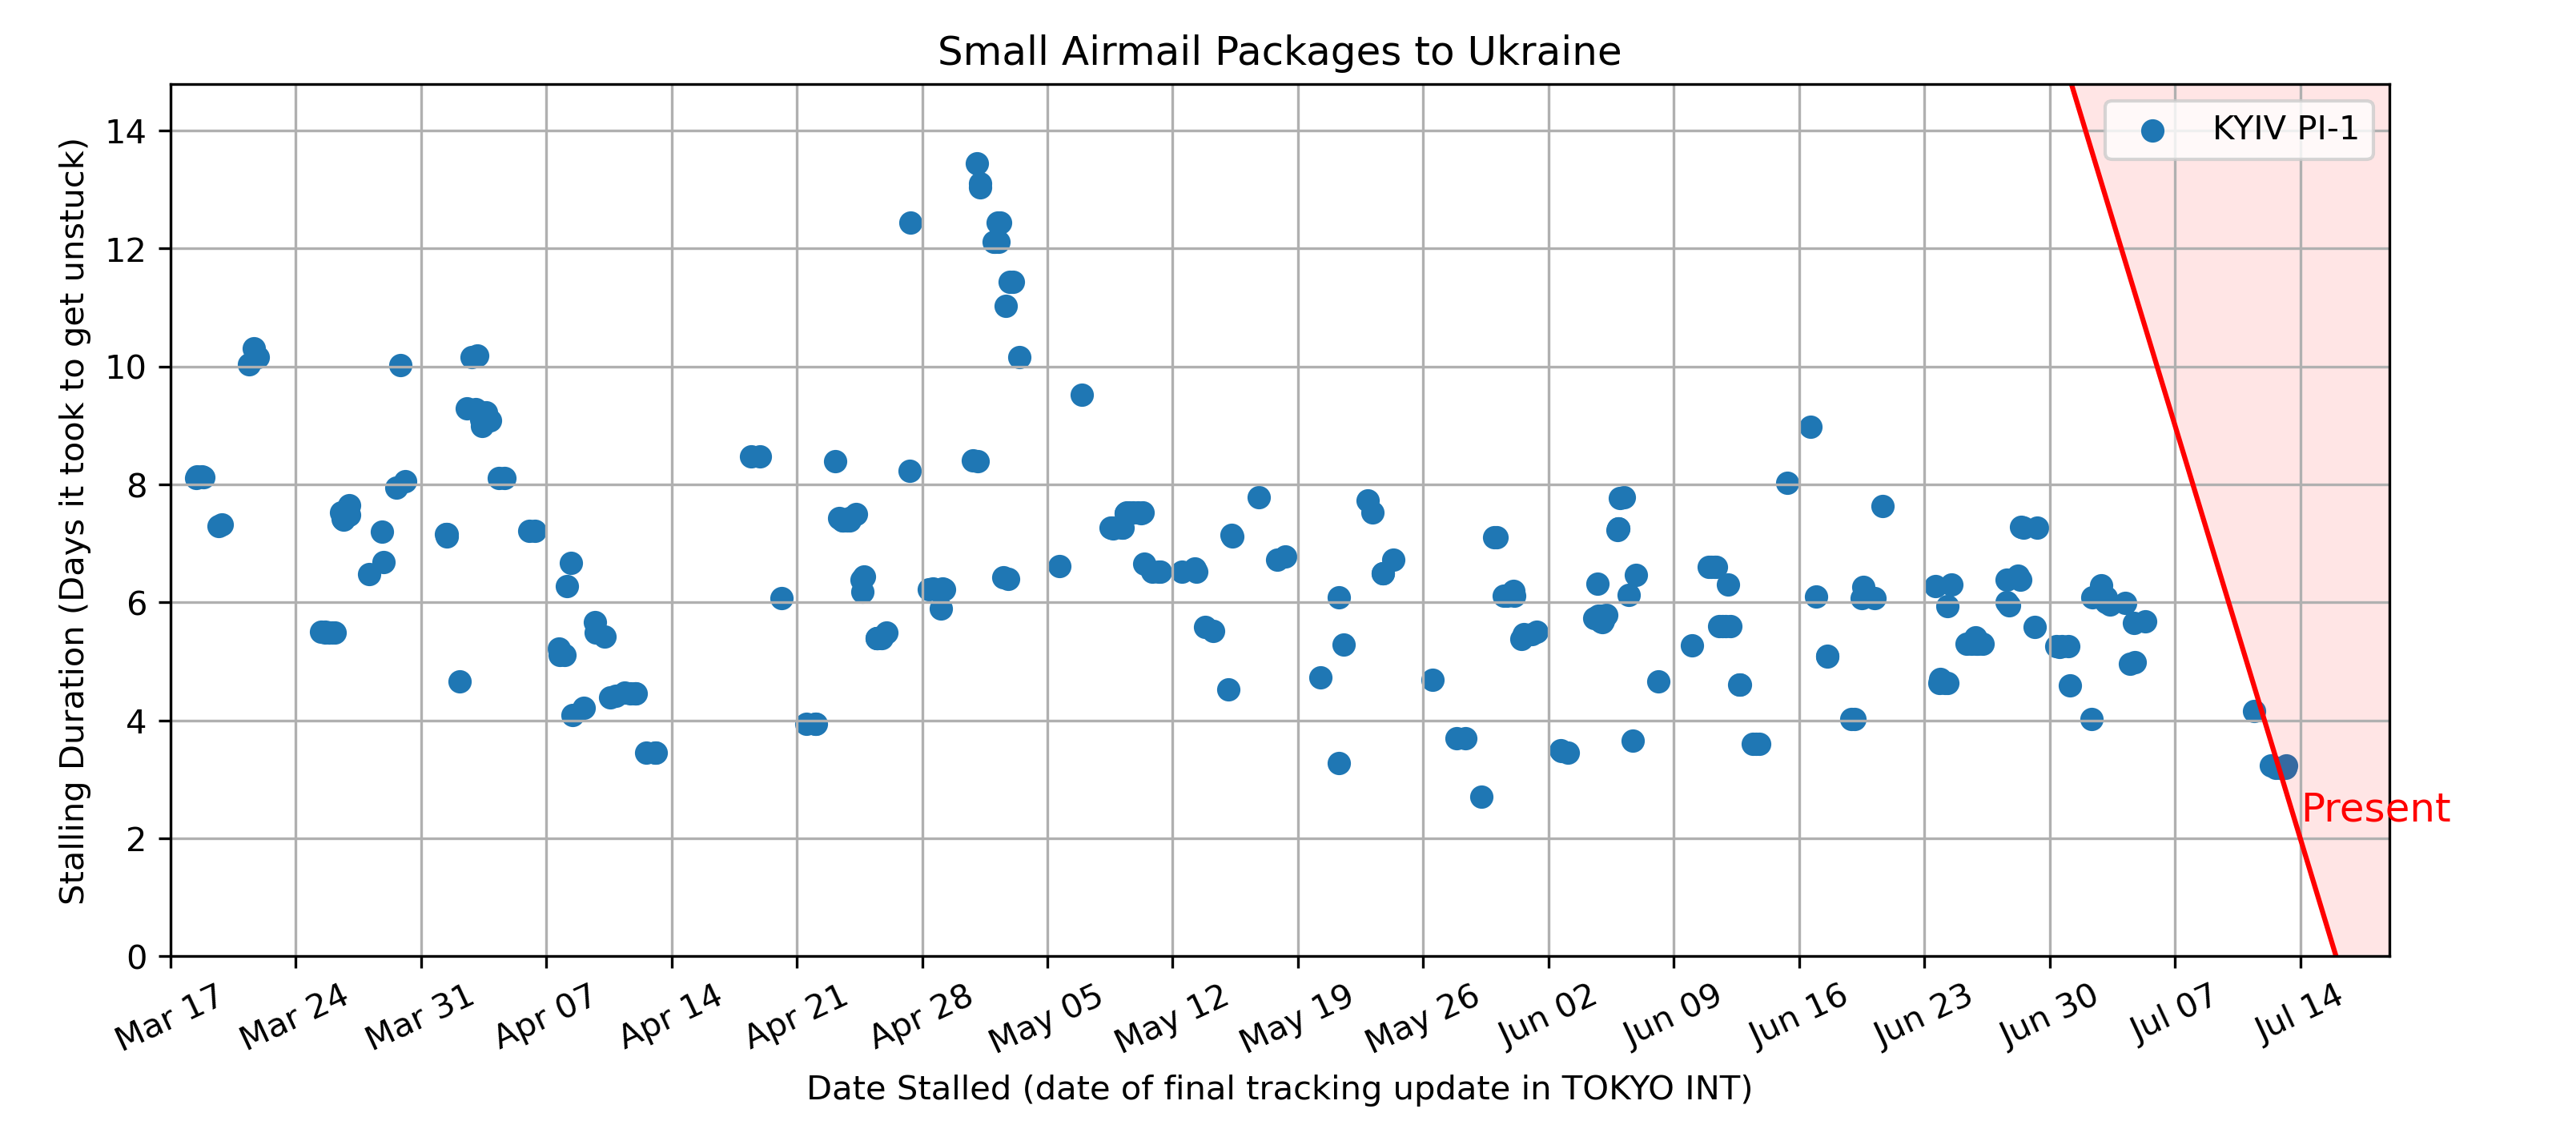 Small Airmail Packages to Ukraine
KYIV PI-1
Stalling Duration (Days it took to get unstuck)
14
12
10
8
6
4
2
0
Present
Mar 17
Mar 24
Mar 31
Apr 07
Apr 14
Apr 21
Apr 28
May 05
May 12
May 19
May 26
Jun 02
Jun 09
Jun 16
Jun 23
Jun 30
Jul 07
Jul 14
Date Stalled (date of final tracking update in TOKYO INT)